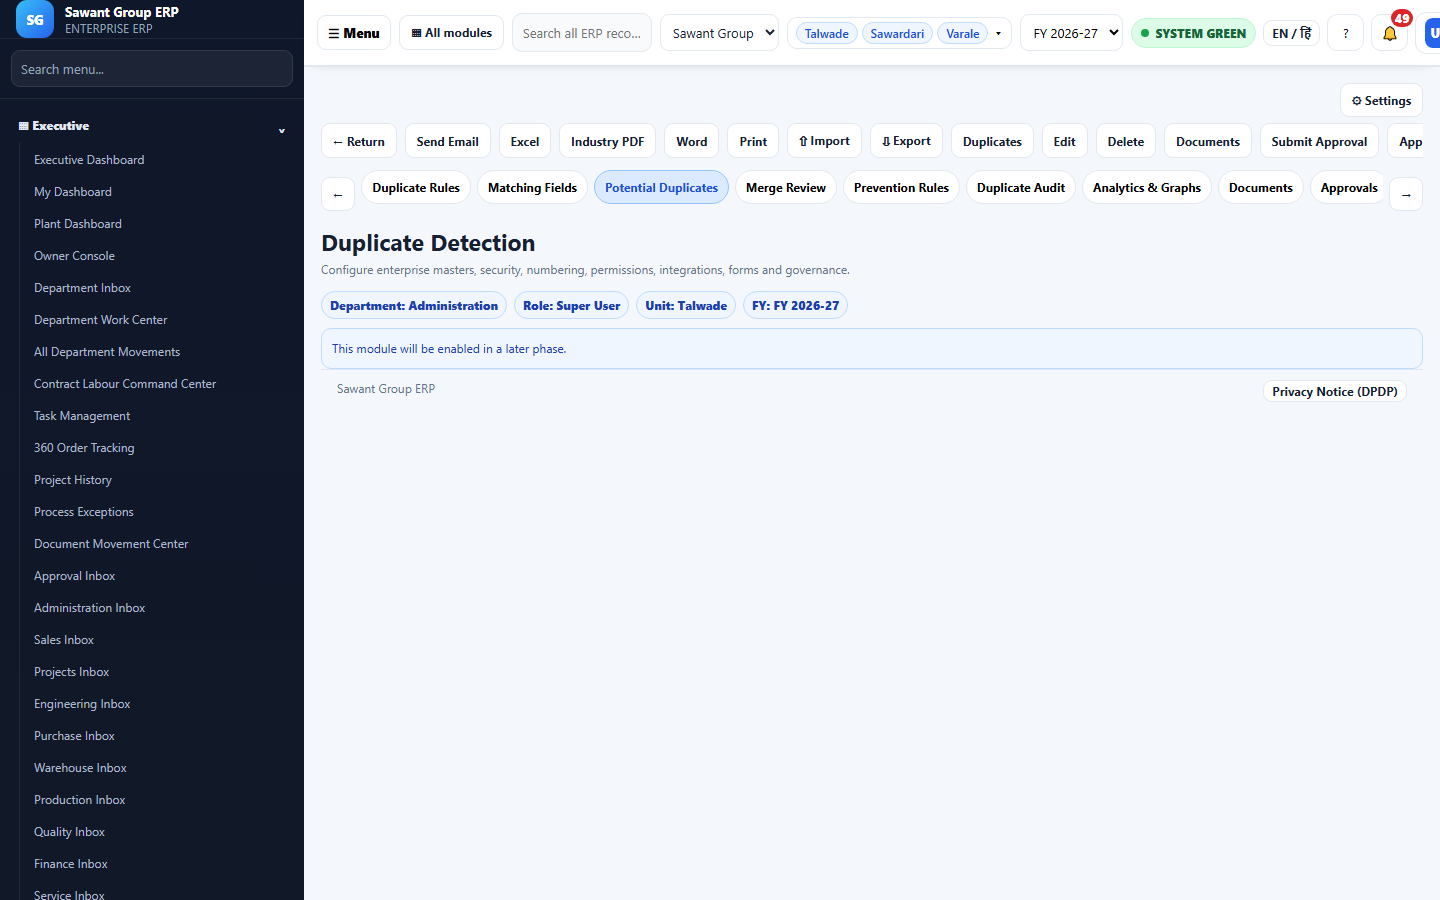 SG
Sawant Group ERP
ENTERPRISE ERP
Search menu...
Executive
Executive Dashboard
My Dashboard
Plant Dashboard
Owner Console
Department Inbox
Department Work Center
All Department Movements
Contract Labour Command Center
Task Management
360 Order Tracking
Project History
Process Exceptions
Document Movement Center
Approval Inbox
Administration Inbox
Sales Inbox
Projects Inbox
Engineering Inbox
Purchase Inbox
Warehouse Inbox
Production Inbox
Quality Inbox
Finance Inbox
Service Inbox
☰ Menu
All modules
Search all ERP reco...
Sawant Group
Talwade Sawardari Varale
FY 2026-27
SYSTEM GREEN
EN / हिं
?
49
U
⚙ Settings
← Return Send Email Excel Industry PDF Word Print ⇧ Import ⇩ Export Duplicates Edit Delete Documents Submit Approval App
← Duplicate Rules Matching Fields Potential Duplicates Merge Review Prevention Rules Duplicate Audit Analytics & Graphs Documents Approvals →
Duplicate Detection
Configure enterprise masters, security, numbering, permissions, integrations, forms and governance.
Department: Administration Role: Super User Unit: Talwade FY: FY 2026-27
This module will be enabled in a later phase.
Sawant Group ERP
Privacy Notice (DPDP)